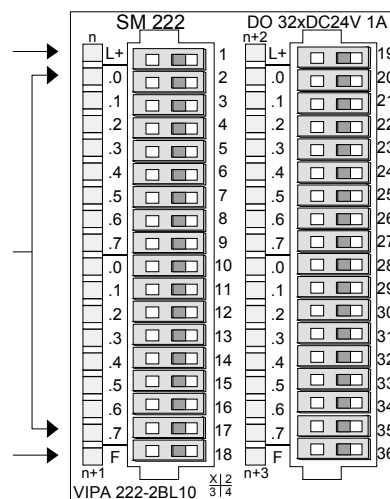 SM 222 DO 32xDC24V 1A
n n+2
L+ 1 L+ 19
.0 2 .0 20
.1 3 .1 21
.2 4 .2 22
.3 5 .3 23
.4 6 .4 24
.5 7 .5 25
.6 8 .6 26
.7 9 .7 27
.0 10 .0 28
.1 11 .1 29
.2 12 .2 30
.3 13 .3 31
.4 14 .4 32
.5 15 .5 33
.6 16 .6 34
.7 17 .7 35
F 18 F 36
n+1 n+3
VIPA 222-2BL10 X 2
3 4